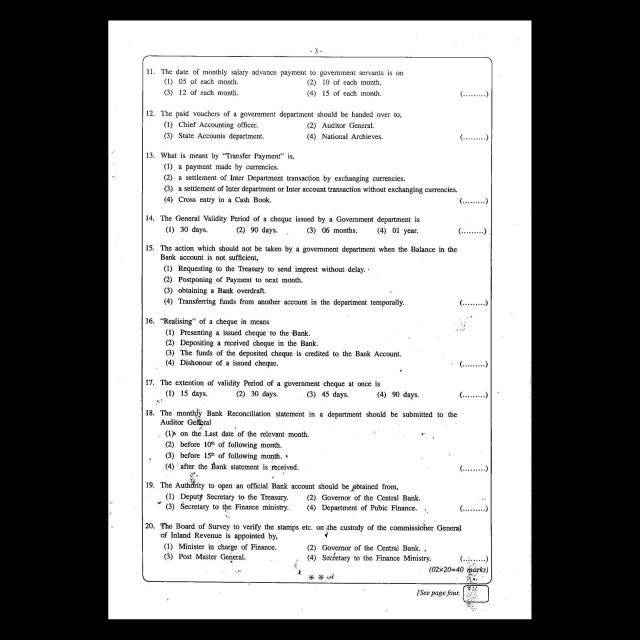 - 3 -
11. The date of monthly salary advance payment to government servants is on
(1) 05 of each month. (2) 10 of each month.
(3) 12 of each month. (4) 15 of each month. (.........)
12. The paid vouchers of a government department should be handed over to,
(1) Chief Accounting officer. (2) Auditor General.
(3) State Accounts department. (4) National Archieves. (.........)
13. What is meant by "Transfer Payment" is,
(1) a payment made by currencies.
(2) a settlement of Inter Department transaction by exchanging currencies.
(3) a settlement of Inter department or Inter account transaction without exchanging currencies.
(4) Cross entry in a Cash Book. (.........)
14. The General Validity Period of a cheque issued by a Government department is
(1) 30 days. (2) 90 days. (3) 06 months. (4) 01 year. (.........)
15. The action which should not be taken by a government department when the Balance in the
Bank account is not sufficient,
(1) Requesting to the Treasury to send imprest without delay.
(2) Postponing of Payment to next month.
(3) obtaining a Bank overdraft.
(4) Transferring funds from another account in the department temporally. (.........)
16. "Realising" of a cheque in means
(1) Presenting a issued cheque to the Bank.
(2) Depositing a received cheque in the Bank.
(3) The funds of the deposited cheque is credited to the Bank Account.
(4) Dishonour of a issued cheque. (.........)
17. The extention of validity Period of a government cheque at once is
(1) 15 days. (2) 30 days. (3) 45 days. (4) 90 days. (.........)
18. The monthly Bank Reconciliation statement in a department should be submitted to the
Auditor General
(1) on the Last date of the relevant month.
(2) before 10th of following month.
(3) before 15th of following month.
(4) after the Bank statement is received. (.........)
19. The Authority to open an official Bank account should be obtained from,
(1) Deputy Secretary to the Treasury. (2) Governor of the Central Bank.
(3) Secretary to the Finance ministry. (4) Department of Pubic Finance. (.........)
20. The Board of Survey to verify the stamps etc. on the custody of the commissioner General
of Inland Revenue is appointed by,
(1) Minister in charge of Finance. (2) Governor of the Central Bank.
(3) Post Master General. (4) Secretary to the Finance Ministry. (.........)
(02×20=40 marks)
* * *
[See page four